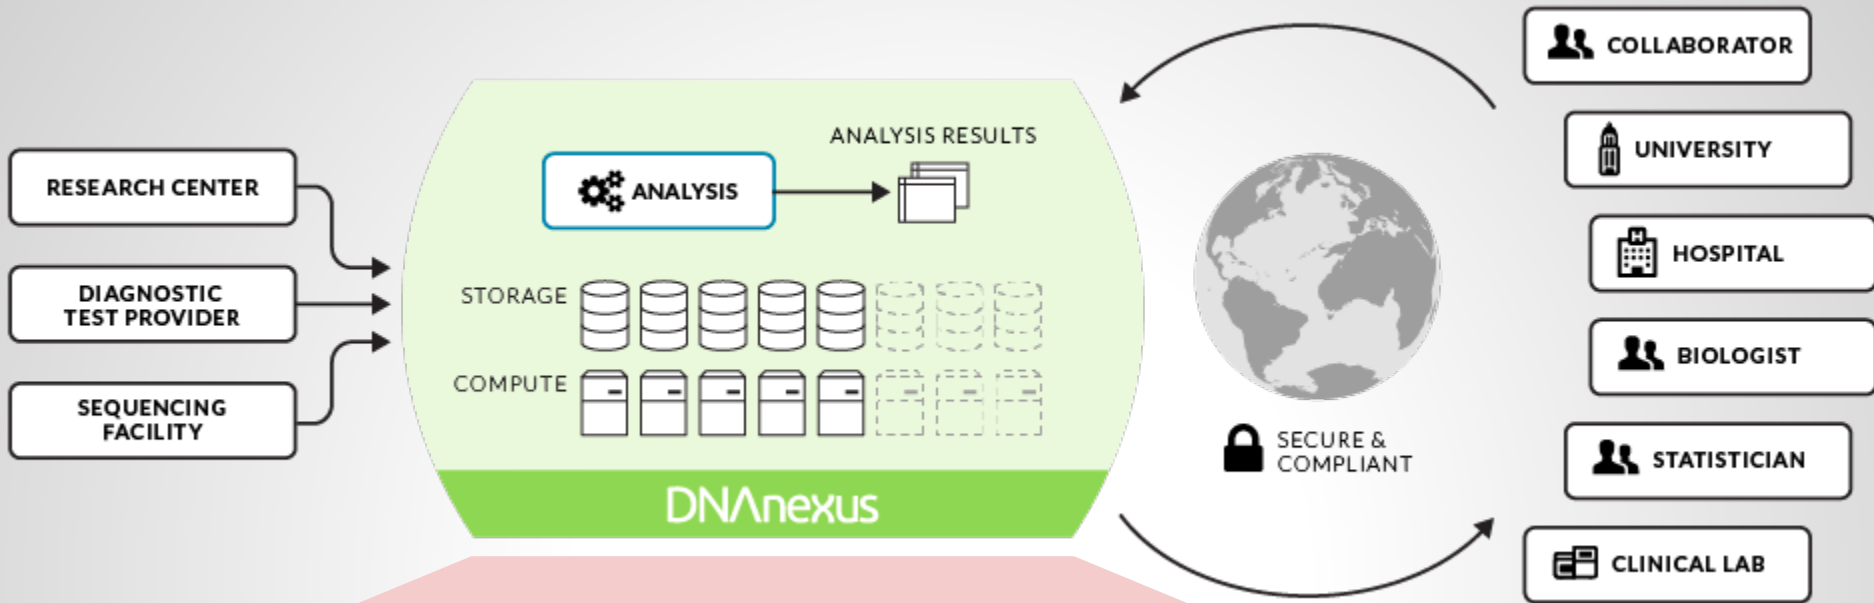 RESEARCH CENTER
DIAGNOSTIC
TEST PROVIDER
SEQUENCING
FACILITY
ANALYSIS RESULTS
ANALYSIS
STORAGE
COMPUTE
DNAnexus
SECURE &
COMPLIANT
COLLABORATOR
UNIVERSITY
H
HOSPITAL
BIOLOGIST
STATISTICIAN
CLINICAL LAB